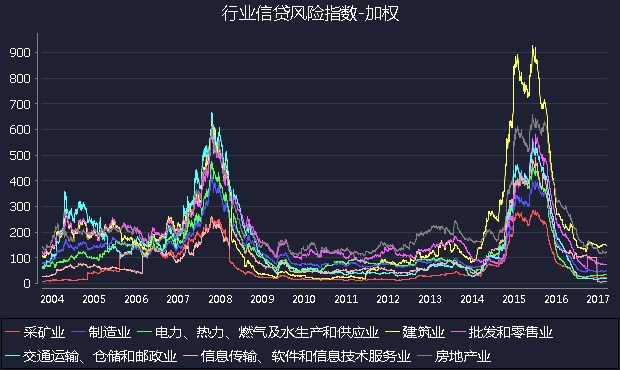 行业信贷风险指数-加权
900
800
700
600
500
400
300
200
100
0
2004 2005 2006 2007 2008 2009 2010 2011 2012 2013 2014 2015 2016 2017
采矿业 制造业 电力、热力、燃气及水生产和供应业 建筑业 批发和零售业
交通运输、仓储和邮政业 信息传输、软件和信息技术服务业 房地产业